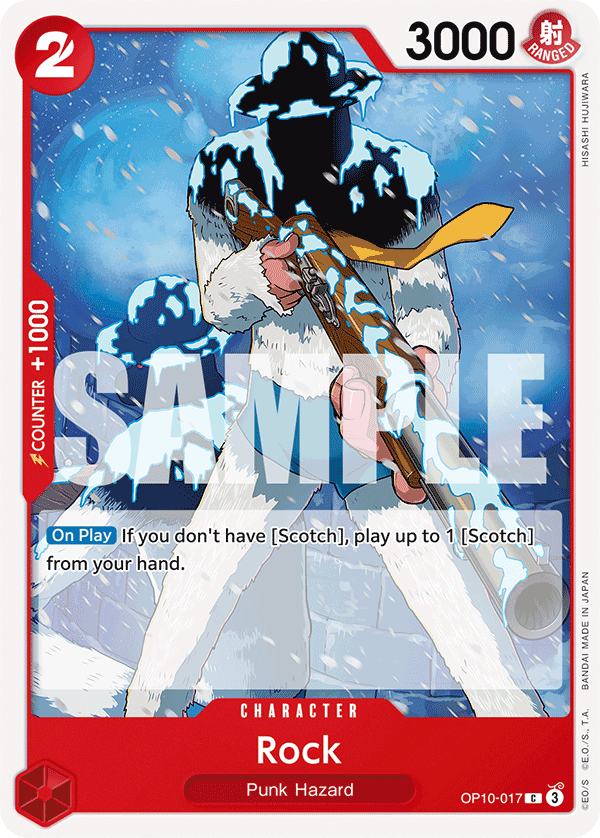 2
3000
射
RANGED
HISASHI HUJIWARA
COUNTER +1000
SAMPLE
On Play If you don't have [Scotch], play up to 1 [Scotch]
from your hand.
CHARACTER
Rock
Punk Hazard
OP10-017 C 3
©E.O/S ©E.O./S., T.A. BANDAI MADE IN JAPAN